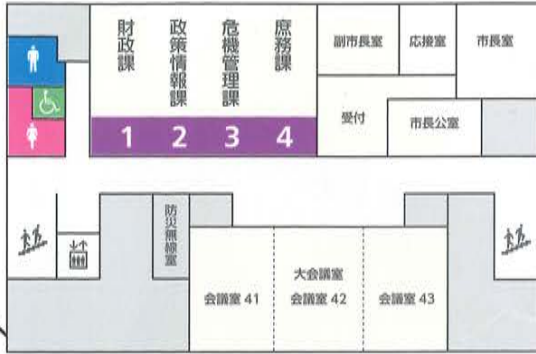 財政課
政策情報課
危機管理課
庶務課
1 2 3 4
副市長室
応接室
市長室
受付
市長公室
防災無線室
大会議室
会議室 41
会議室 42
会議室 43